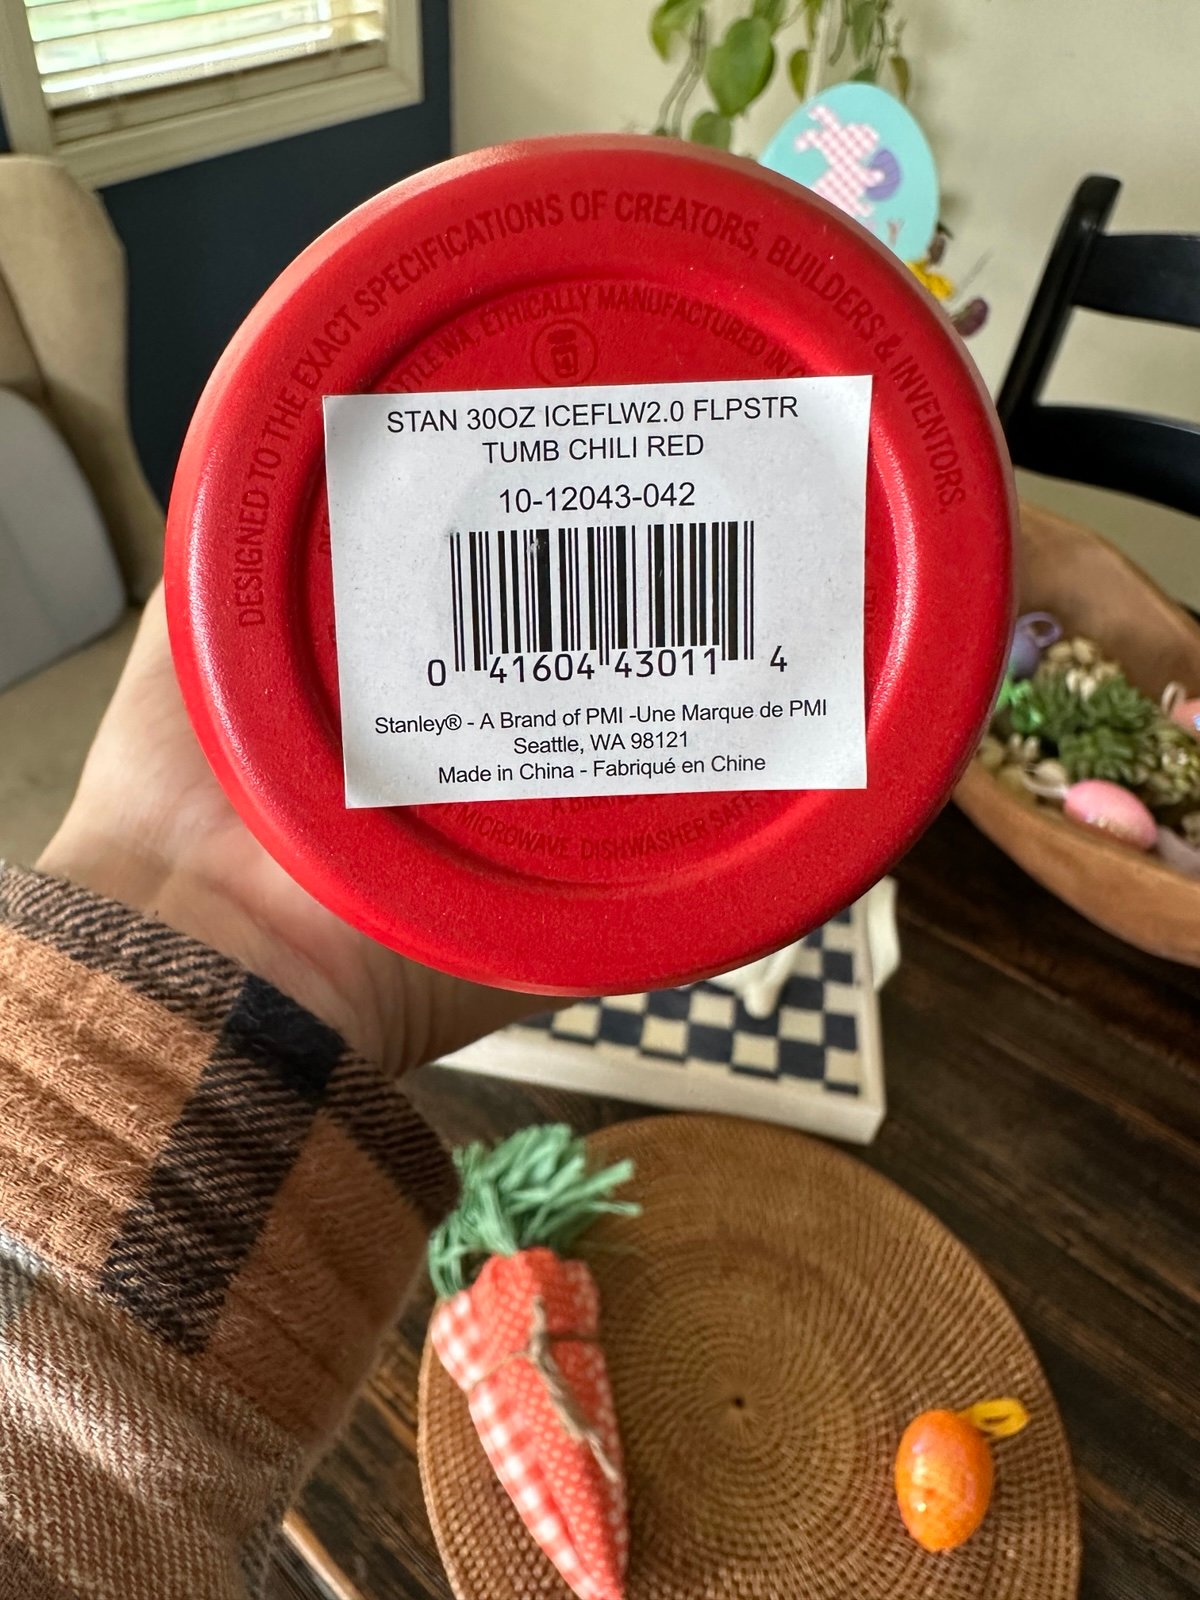 DESIGNED TO THE EXACT SPECIFICATIONS OF CREATORS, BUILDERS & INVENTORS.
WA, ETHICALLY MANUFACTURED IN
STAN 30OZ ICEFLW2.0 FLPSTR
TUMB CHILI RED
10-12043-042
0 41604 43011 4
Stanley® - A Brand of PMI -Une Marque de PMI
Seattle, WA 98121
Made in China - Fabriqué en Chine
MICROWAVE DISHWASHER SAFE